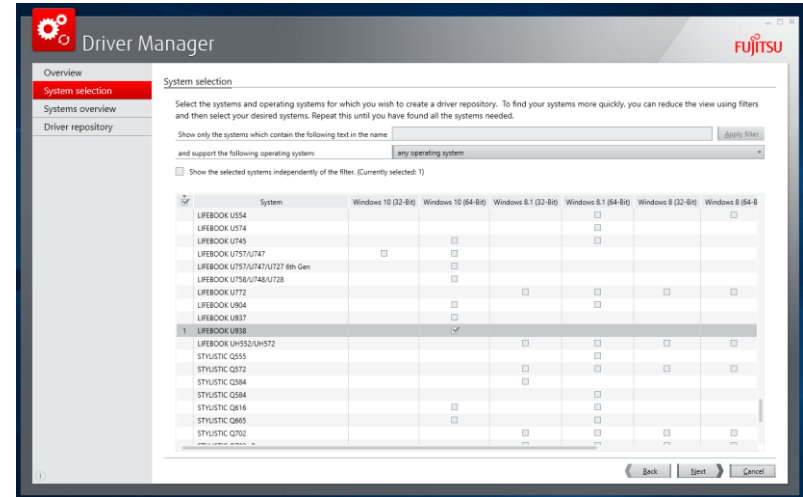 Driver Manager
FUJITSU
Overview
System selection
Systems overview
Driver repository
System selection
Select the systems and operating systems for which you wish to create a driver repository. To find your systems more quickly, you can reduce the view using filters
and then select your desired systems. Repeat this until you have found all the systems needed.
Show only the systems which contain the following text in the name
Apply filter
and support the following operating system:
any operating system
Show the selected systems independently of the filter. (Currently selected: 1)
System Windows 10 (32-Bit) Windows 10 (64-Bit) Windows 8.1 (32-Bit) Windows 8.1 (64-Bit) Windows 8 (32-Bit) Windows 8 (64-B
LIFEBOOK U554
LIFEBOOK U574
LIFEBOOK U745
LIFEBOOK U757/U747
LIFEBOOK U757/U747/U727 6th Gen
LIFEBOOK U758/U748/U728
LIFEBOOK U772
LIFEBOOK U904
LIFEBOOK U937
1 LIFEBOOK U938
LIFEBOOK UH552/UH572
STYLISTIC Q555
STYLISTIC Q572
STYLISTIC Q584
STYLISTIC Q584
STYLISTIC Q616
STYLISTIC Q665
STYLISTIC Q702
Back
Next
Cancel